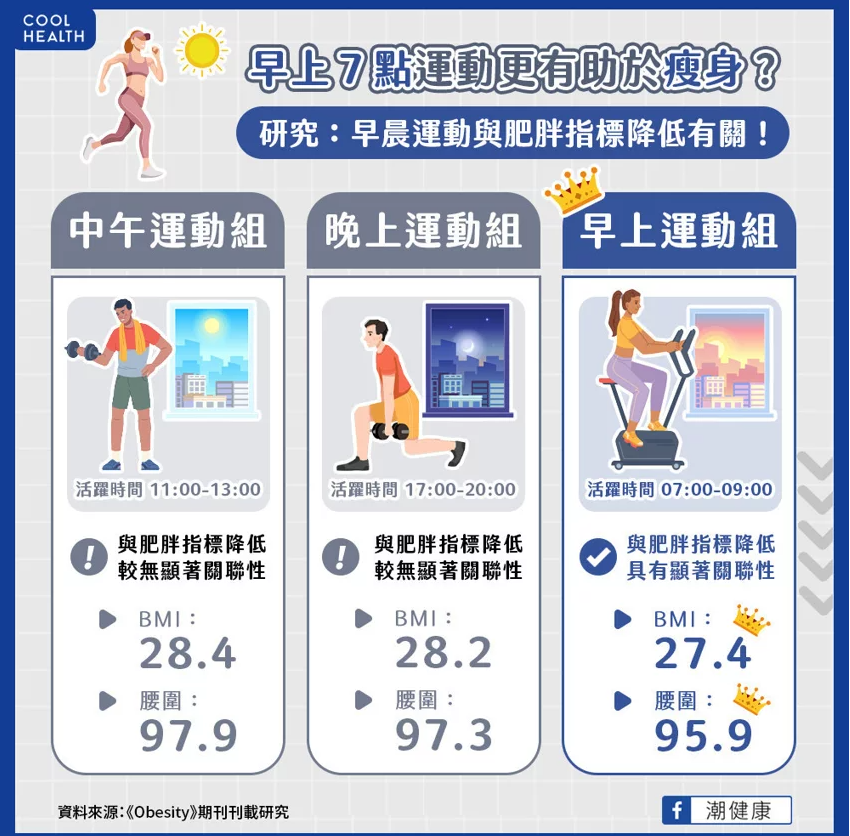 COOL
HEALTH
早上7點運動更有助於瘦身？
研究：早晨運動與肥胖指標降低有關！
中午運動組
活躍時間 11:00-13:00
與肥胖指標降低
較無顯著關聯性
BMI：
28.4
腰圍：
97.9
晚上運動組
活躍時間 17:00-20:00
與肥胖指標降低
較無顯著關聯性
BMI：
28.2
腰圍：
97.3
早上運動組
活躍時間 07:00-09:00
與肥胖指標降低
具有顯著關聯性
BMI：
27.4
腰圍：
95.9
資料來源:《Obesity》期刊刊載研究
f 潮健康